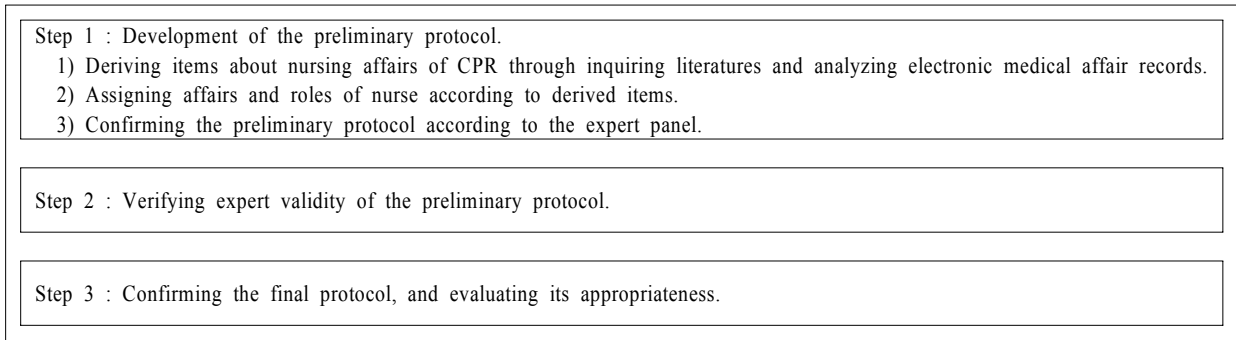 Step 1 : Development of the preliminary protocol.
1) Deriving items about nursing affairs of CPR through inquiring literatures and analyzing electronic medical affair records.
2) Assigning affairs and roles of nurse according to derived items.
3) Confirming the preliminary protocol according to the expert panel.
Step 2 : Verifying expert validity of the preliminary protocol.
Step 3 : Confirming the final protocol, and evaluating its appropriateness.